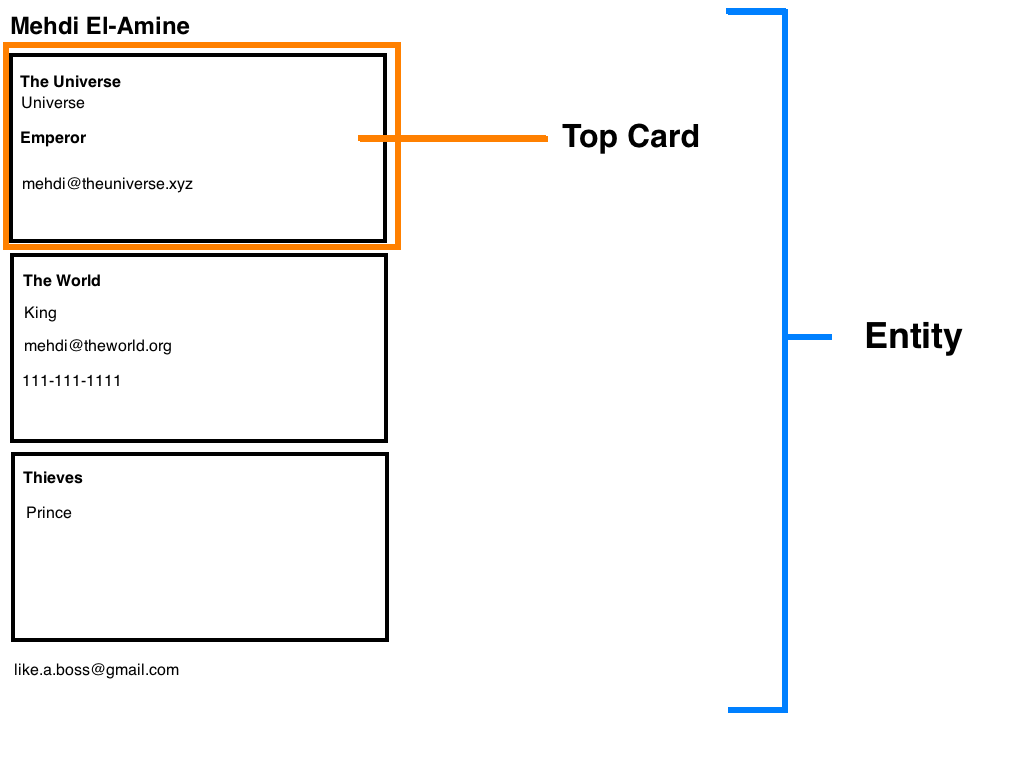 Mehdi El-Amine
The Universe
Universe
Emperor
Top Card
mehdi@theuniverse.xyz
The World
King
mehdi@theworld.org
111-111-1111
Entity
Thieves
Prince
like.a.boss@gmail.com